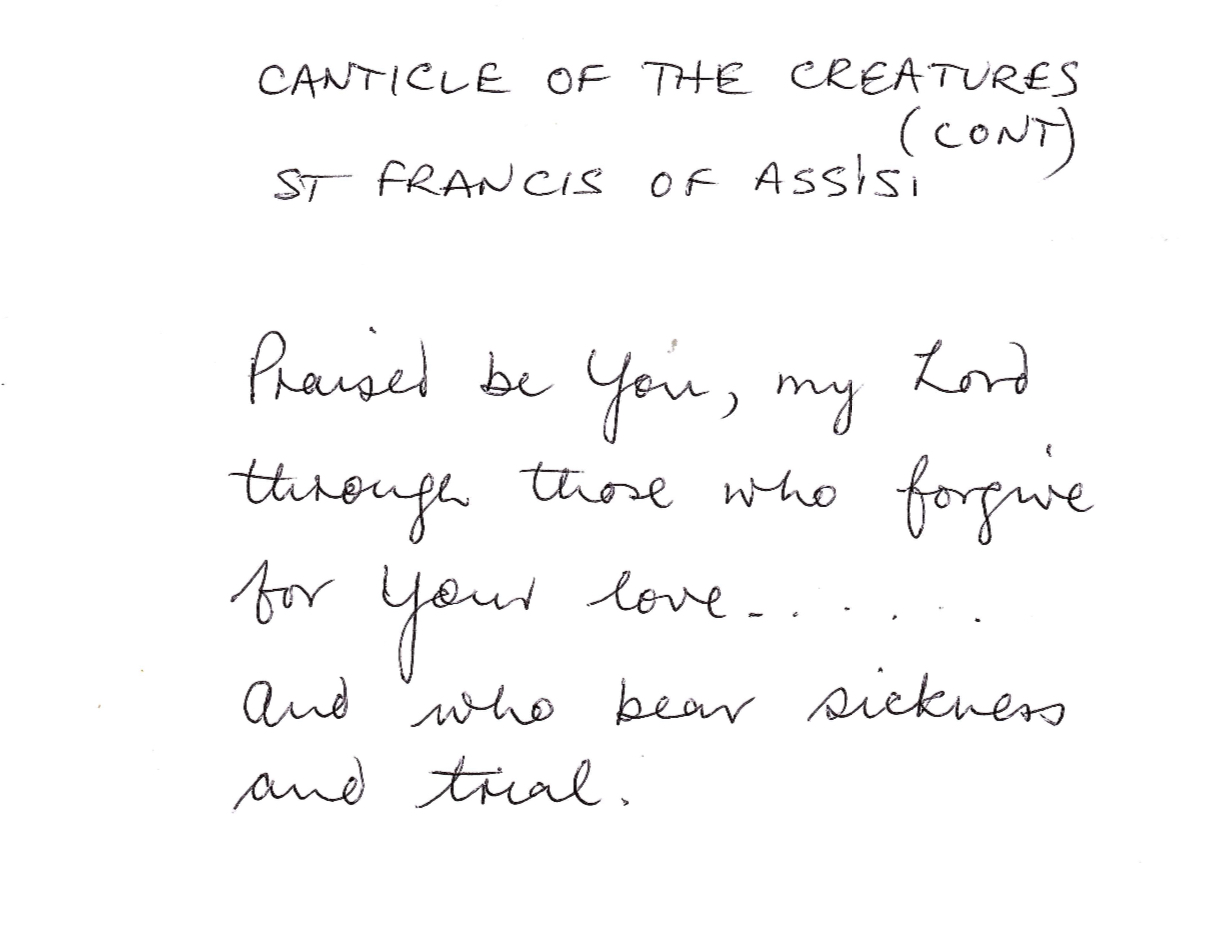 CANTICLE OF THE CREATURES
(CONT)
ST FRANCIS OF ASSISI
Praised be You, my Lord
through those who forgive
for Your love......
and who bear sickness
and trial.